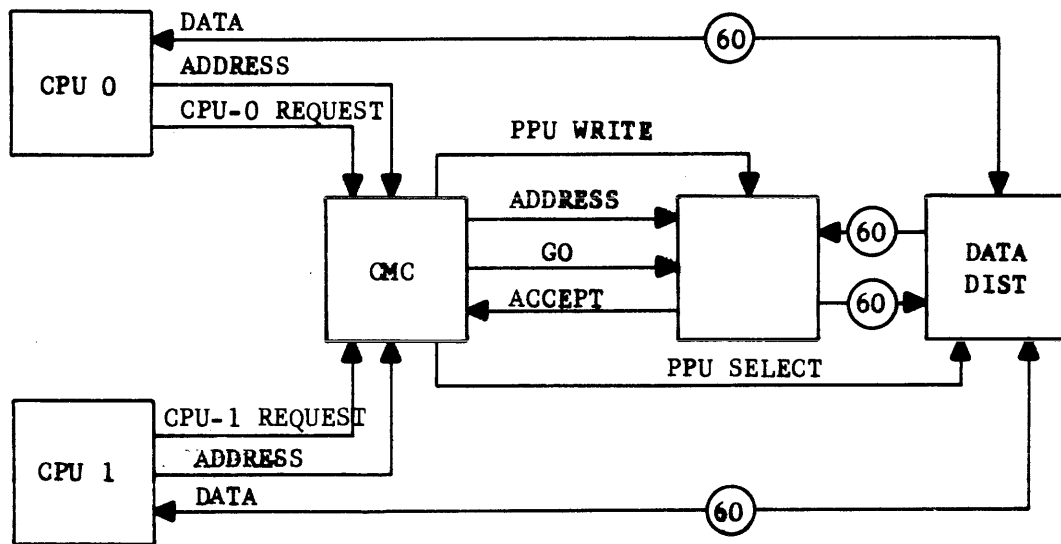 DATA
60
ADDRESS
CPU 0
CPU-0 REQUEST
PPU WRITE
ADDRESS
60
GO
CMC
DATA
DIST
ACCEPT
60
PPU SELECT
CPU-1 REQUEST
ADDRESS
CPU 1
DATA
60